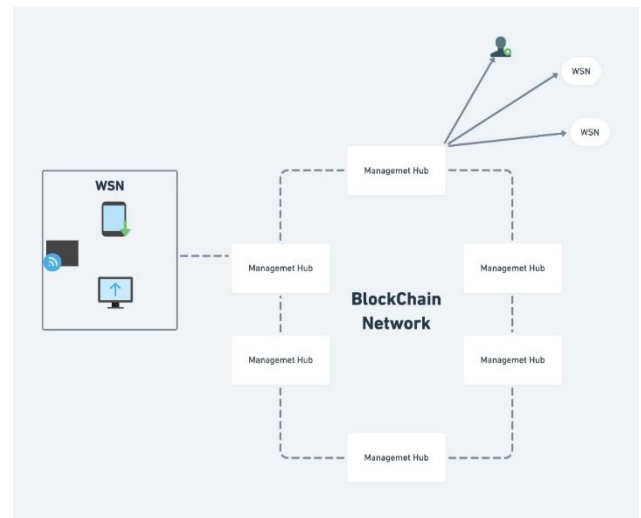 WSN
WSN
Managemet Hub
WSN
Managemet Hub
Managemet Hub
BlockChain
Network
Managemet Hub
Managemet Hub
Managemet Hub